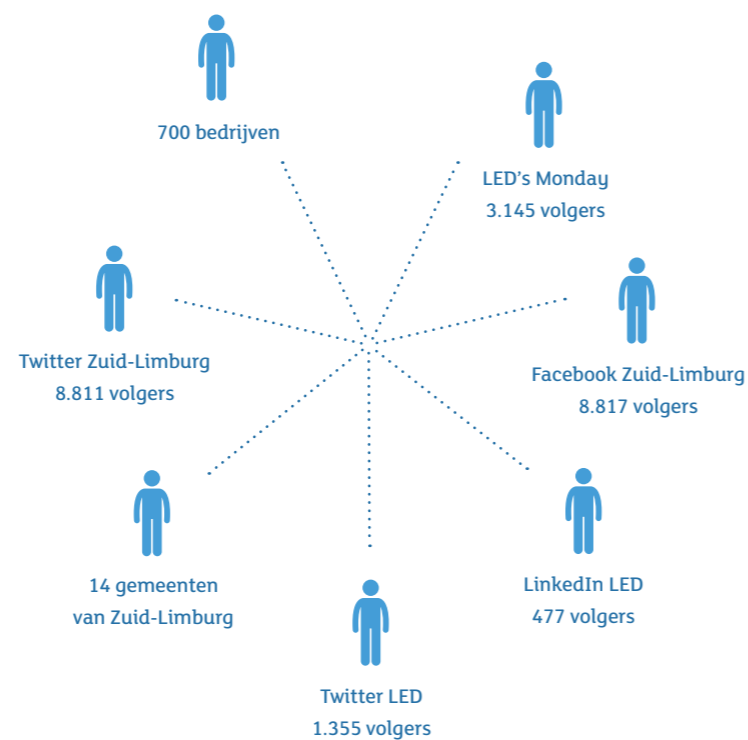 700 bedrijven
LED's Monday
3.145 volgers
Twitter Zuid-Limburg
8.811 volgers
Facebook Zuid-Limburg
8.817 volgers
14 gemeenten
van Zuid-Limburg
LinkedIn LED
477 volgers
Twitter LED
1.355 volgers